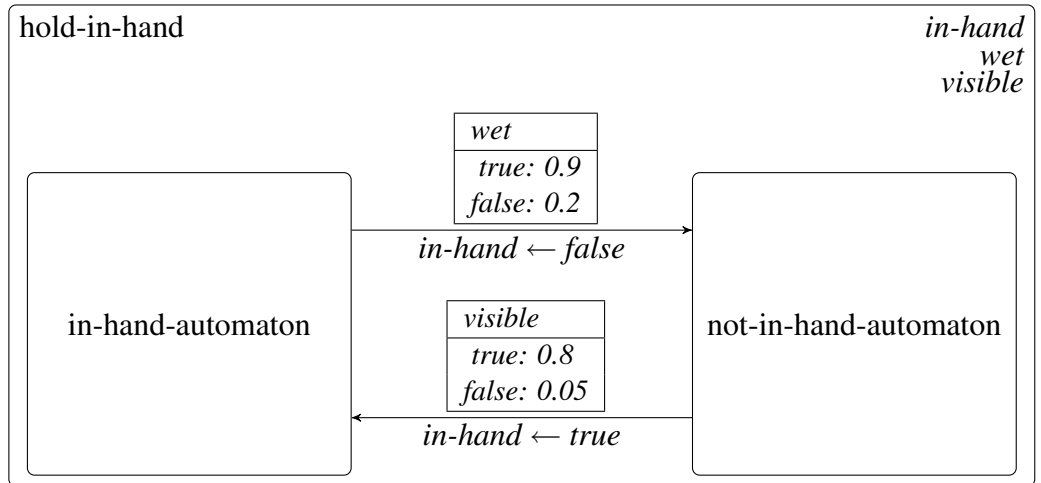 hold-in-hand
in-hand
wet
visible
wet
true: 0.9
false: 0.2
in-hand ← false
in-hand-automaton
not-in-hand-automaton
visible
true: 0.8
false: 0.05
in-hand ← true